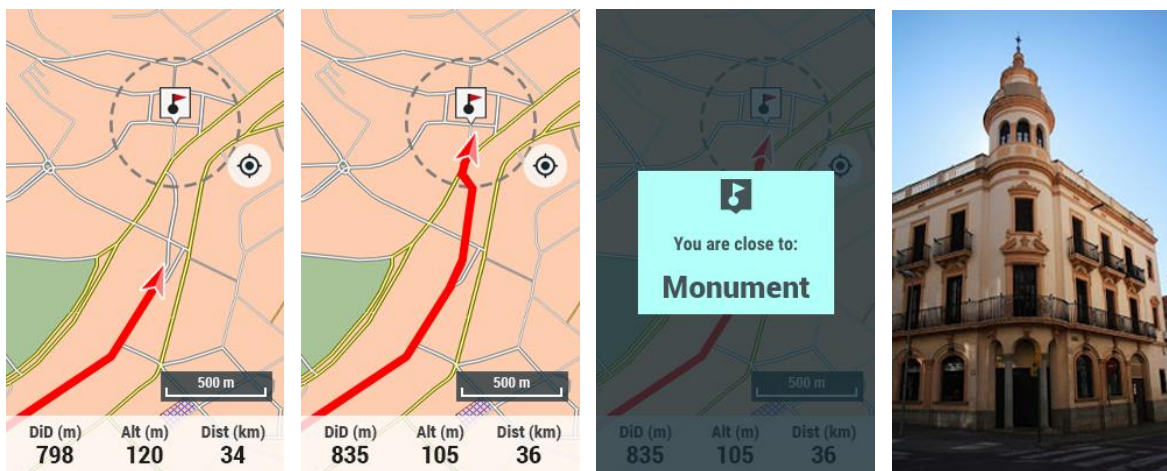 500 m
DiD (m) Alt (m) Dist (km)
798 120 34
500 m
DiD (m) Alt (m) Dist (km)
835 105 36
You are close to:
Monument
500 m
DiD (m) Alt (m) Dist (km)
835 105 36